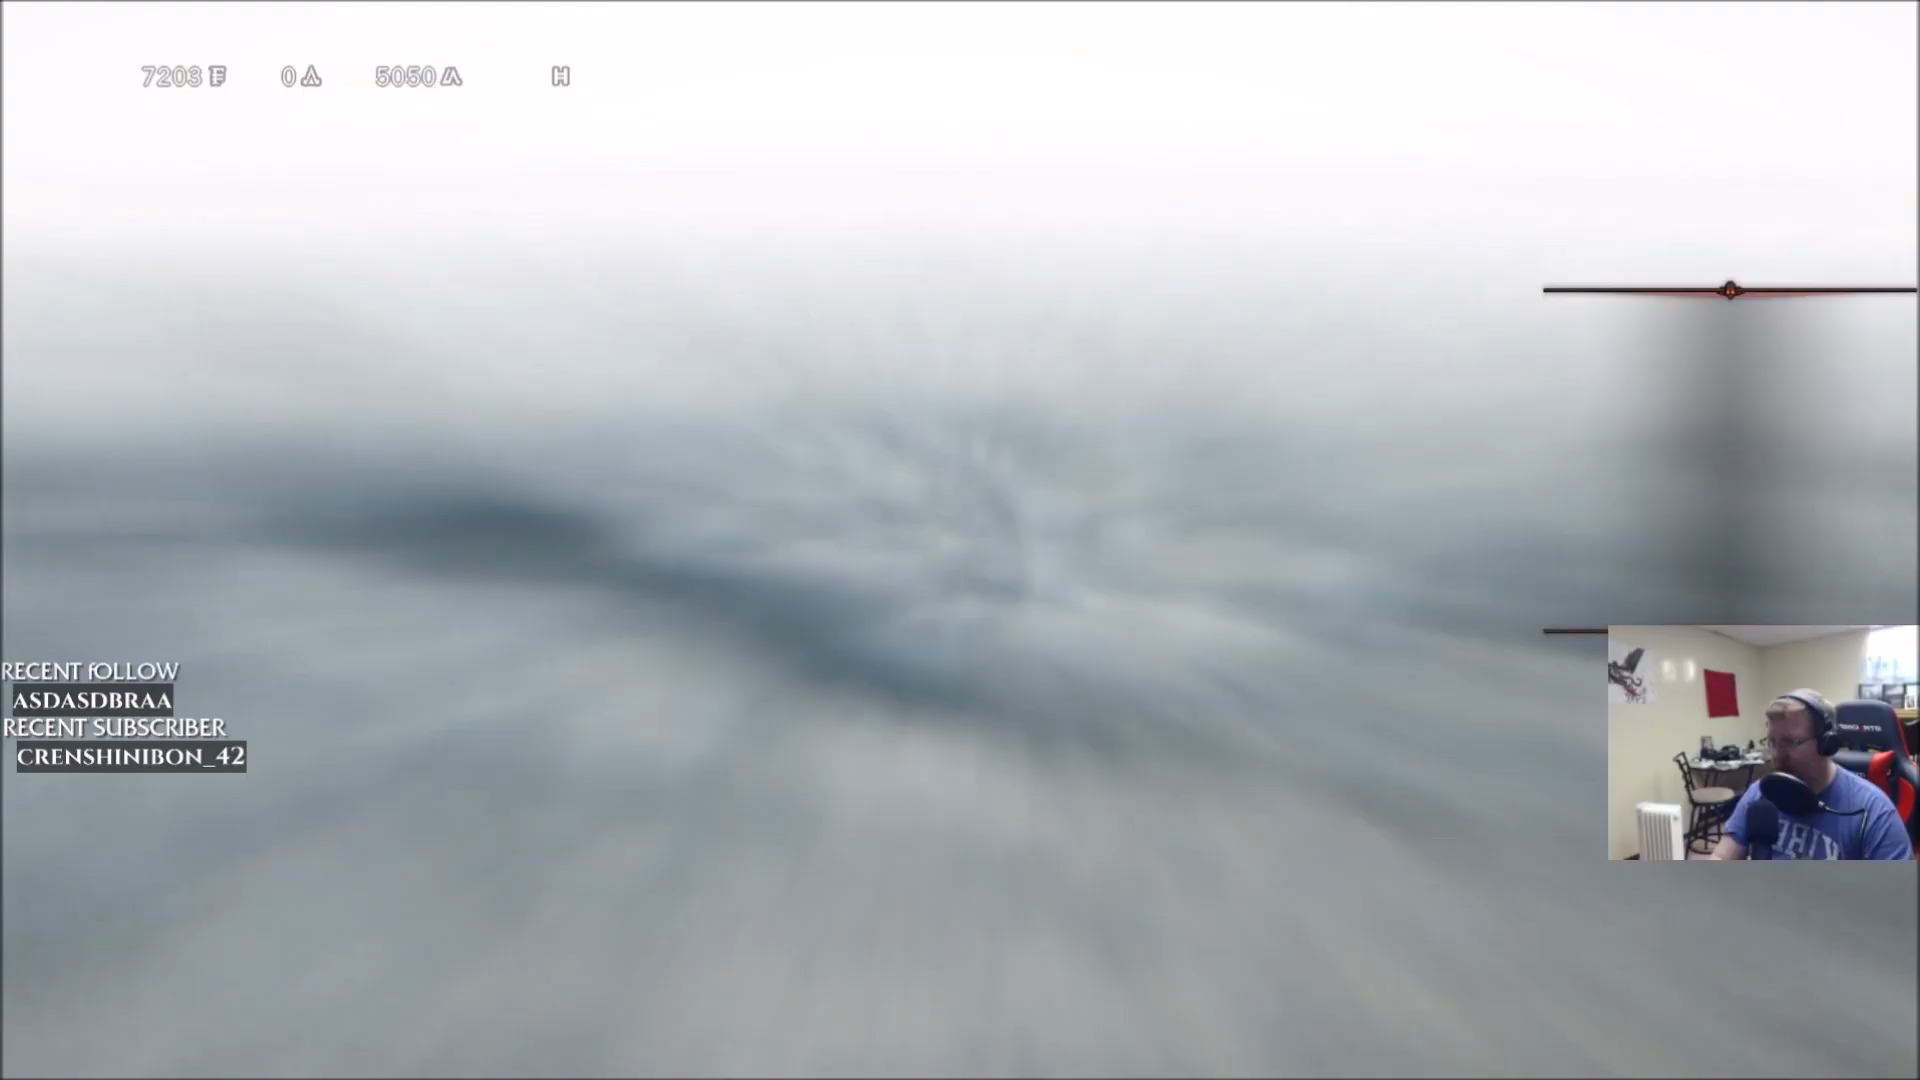 7203 0 5050
RECENT FOLLOW
ASDASDBRAA
RECENT SUBSCRIBER
CRENSHINIBON_42